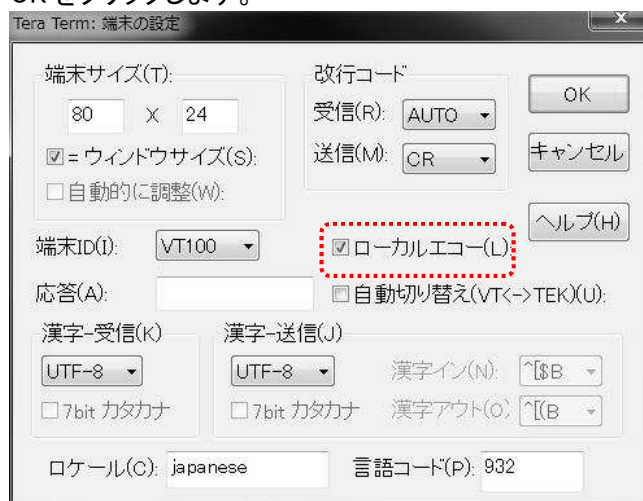 OK をクリックします。
Tera Term: 端末の設定
端末サイズ(T):
80 X 24
= ウィンドウサイズ(S):
自動的に調整(W):
改行コード
受信(R): AUTO
送信(M): CR
OK
キャンセル
ヘルプ(H)
端末ID(I): VT100
ローカルエコー(L)
応答(A):
自動切り替え(VT<->TEK)(U):
漢字-受信(K)
UTF-8
7bit カタカナ
漢字-送信(J)
UTF-8
7bit カタカナ
漢字イン(N): ^[$B
漢字アウト(O): ^[(B
ロケール(C): japanese
言語コード(P): 932